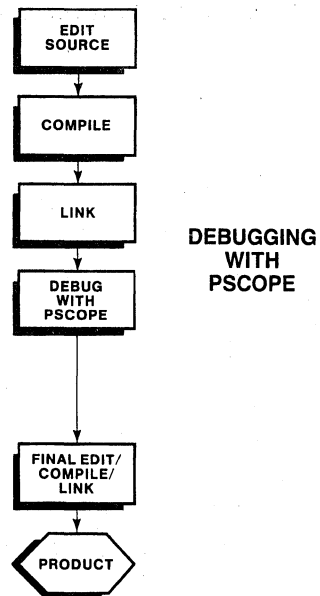 EDIT
SOURCE
COMPILE
LINK
DEBUGGING
WITH
PSCOPE
DEBUG
WITH
PSCOPE
FINAL EDIT/
COMPILE/
LINK
PRODUCT